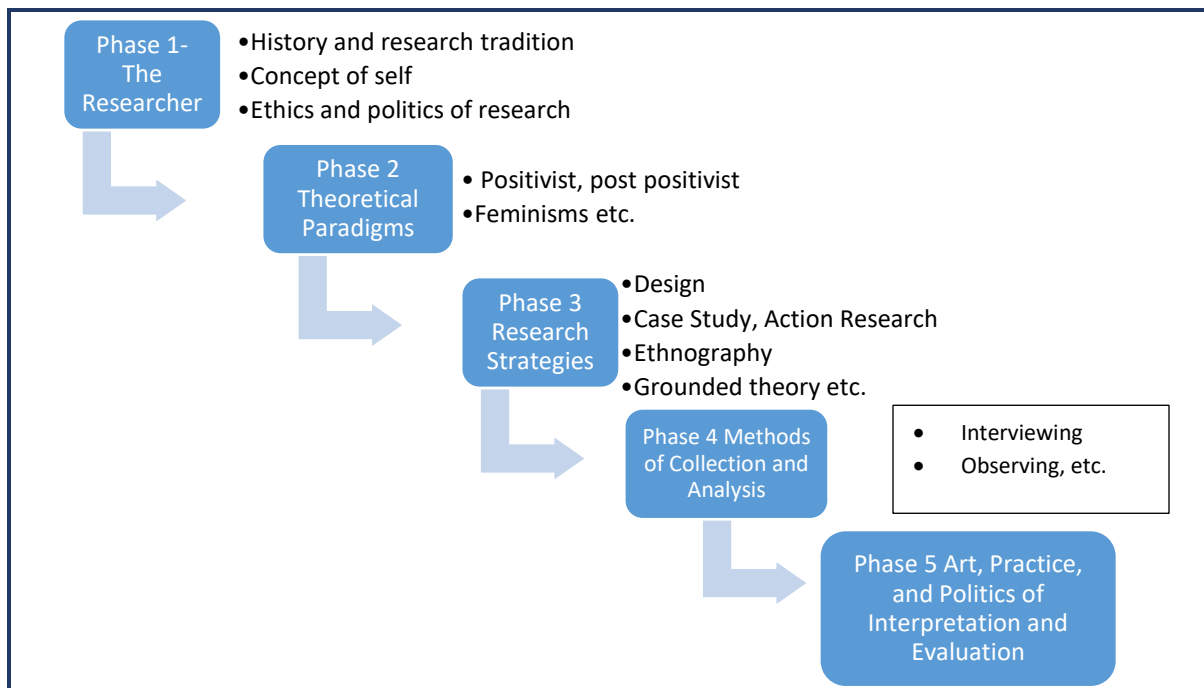 Phase 1-
The
Researcher
•History and research tradition
•Concept of self
•Ethics and politics of research
Phase 2
Theoretical
Paradigms
• Positivist, post positivist
•Feminisms etc.
Phase 3
Research
Strategies
•Design
•Case Study, Action Research
•Ethnography
•Grounded theory etc.
Phase 4 Methods
of Collection and
Analysis
• Interviewing
• Observing, etc.
Phase 5 Art, Practice,
and Politics of
Interpretation and
Evaluation